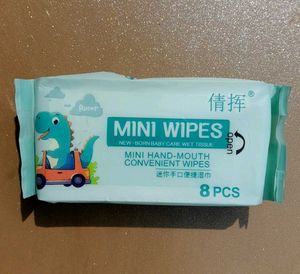 倩挥®
MINI WIPES
NEW-BORN BABY CARE WET TISSUE
open
MINI HAND-MOUTH
CONVENIENT WIPES
迷你手口便捷湿巾
8 PCS